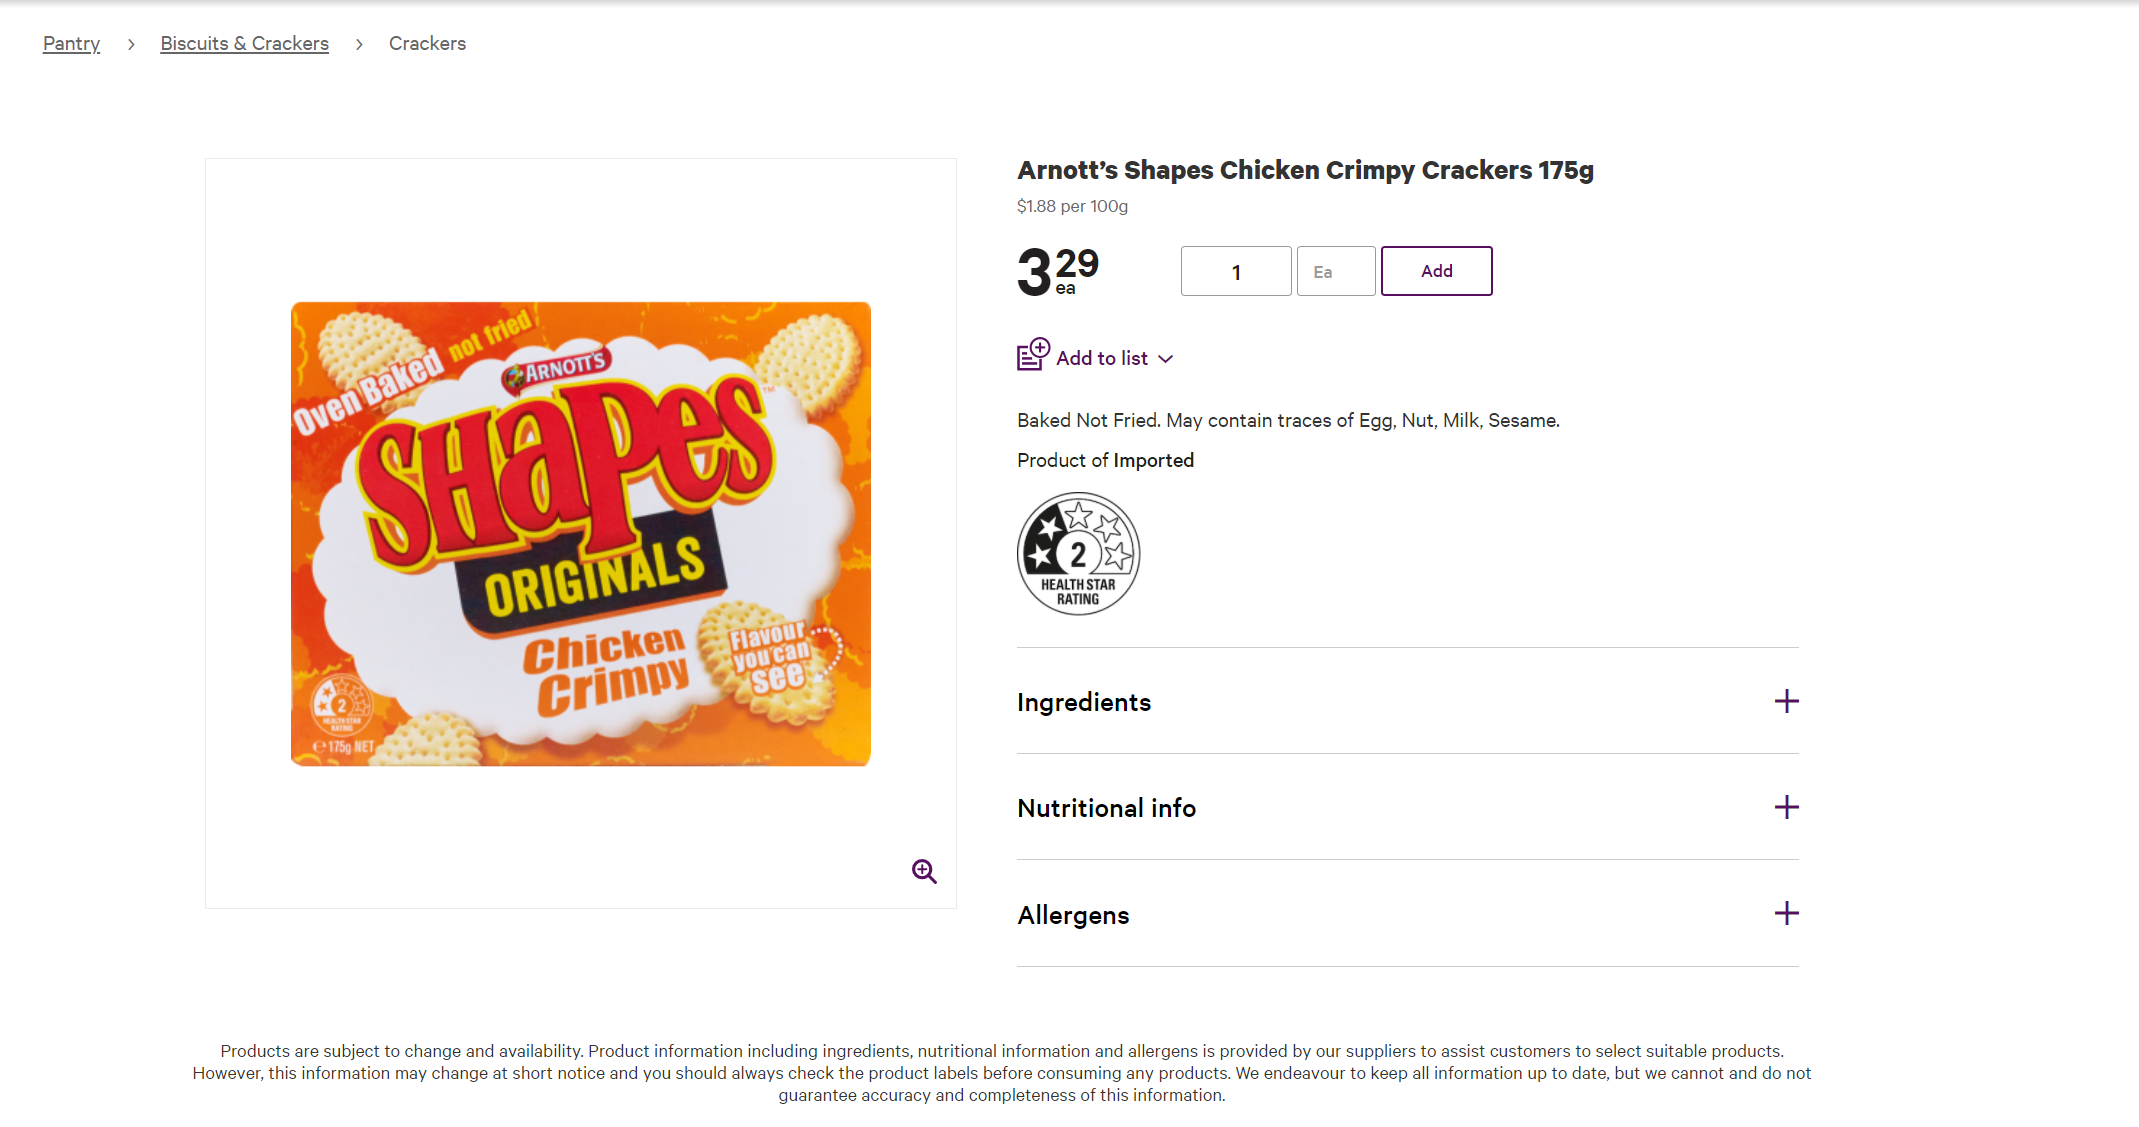 Pantry > Biscuits & Crackers > Crackers
Oven Baked not fried
ARNOTT'S
SHAPES™
ORIGINALS
Chicken
Crimpy
Flavour
you can
see
2
HEALTH STAR
RATING
℮175g NET
Arnott’s Shapes Chicken Crimpy Crackers 175g
$1.88 per 100g
3 29
ea
1
Ea
Add
Add to list
Baked Not Fried. May contain traces of Egg, Nut, Milk, Sesame.
Product of Imported
2
HEALTH STAR
RATING
Ingredients
Nutritional info
Allergens
Products are subject to change and availability. Product information including ingredients, nutritional information and allergens is provided by our suppliers to assist customers to select suitable products.
However, this information may change at short notice and you should always check the product labels before consuming any products. We endeavour to keep all information up to date, but we cannot and do not
guarantee accuracy and completeness of this information.